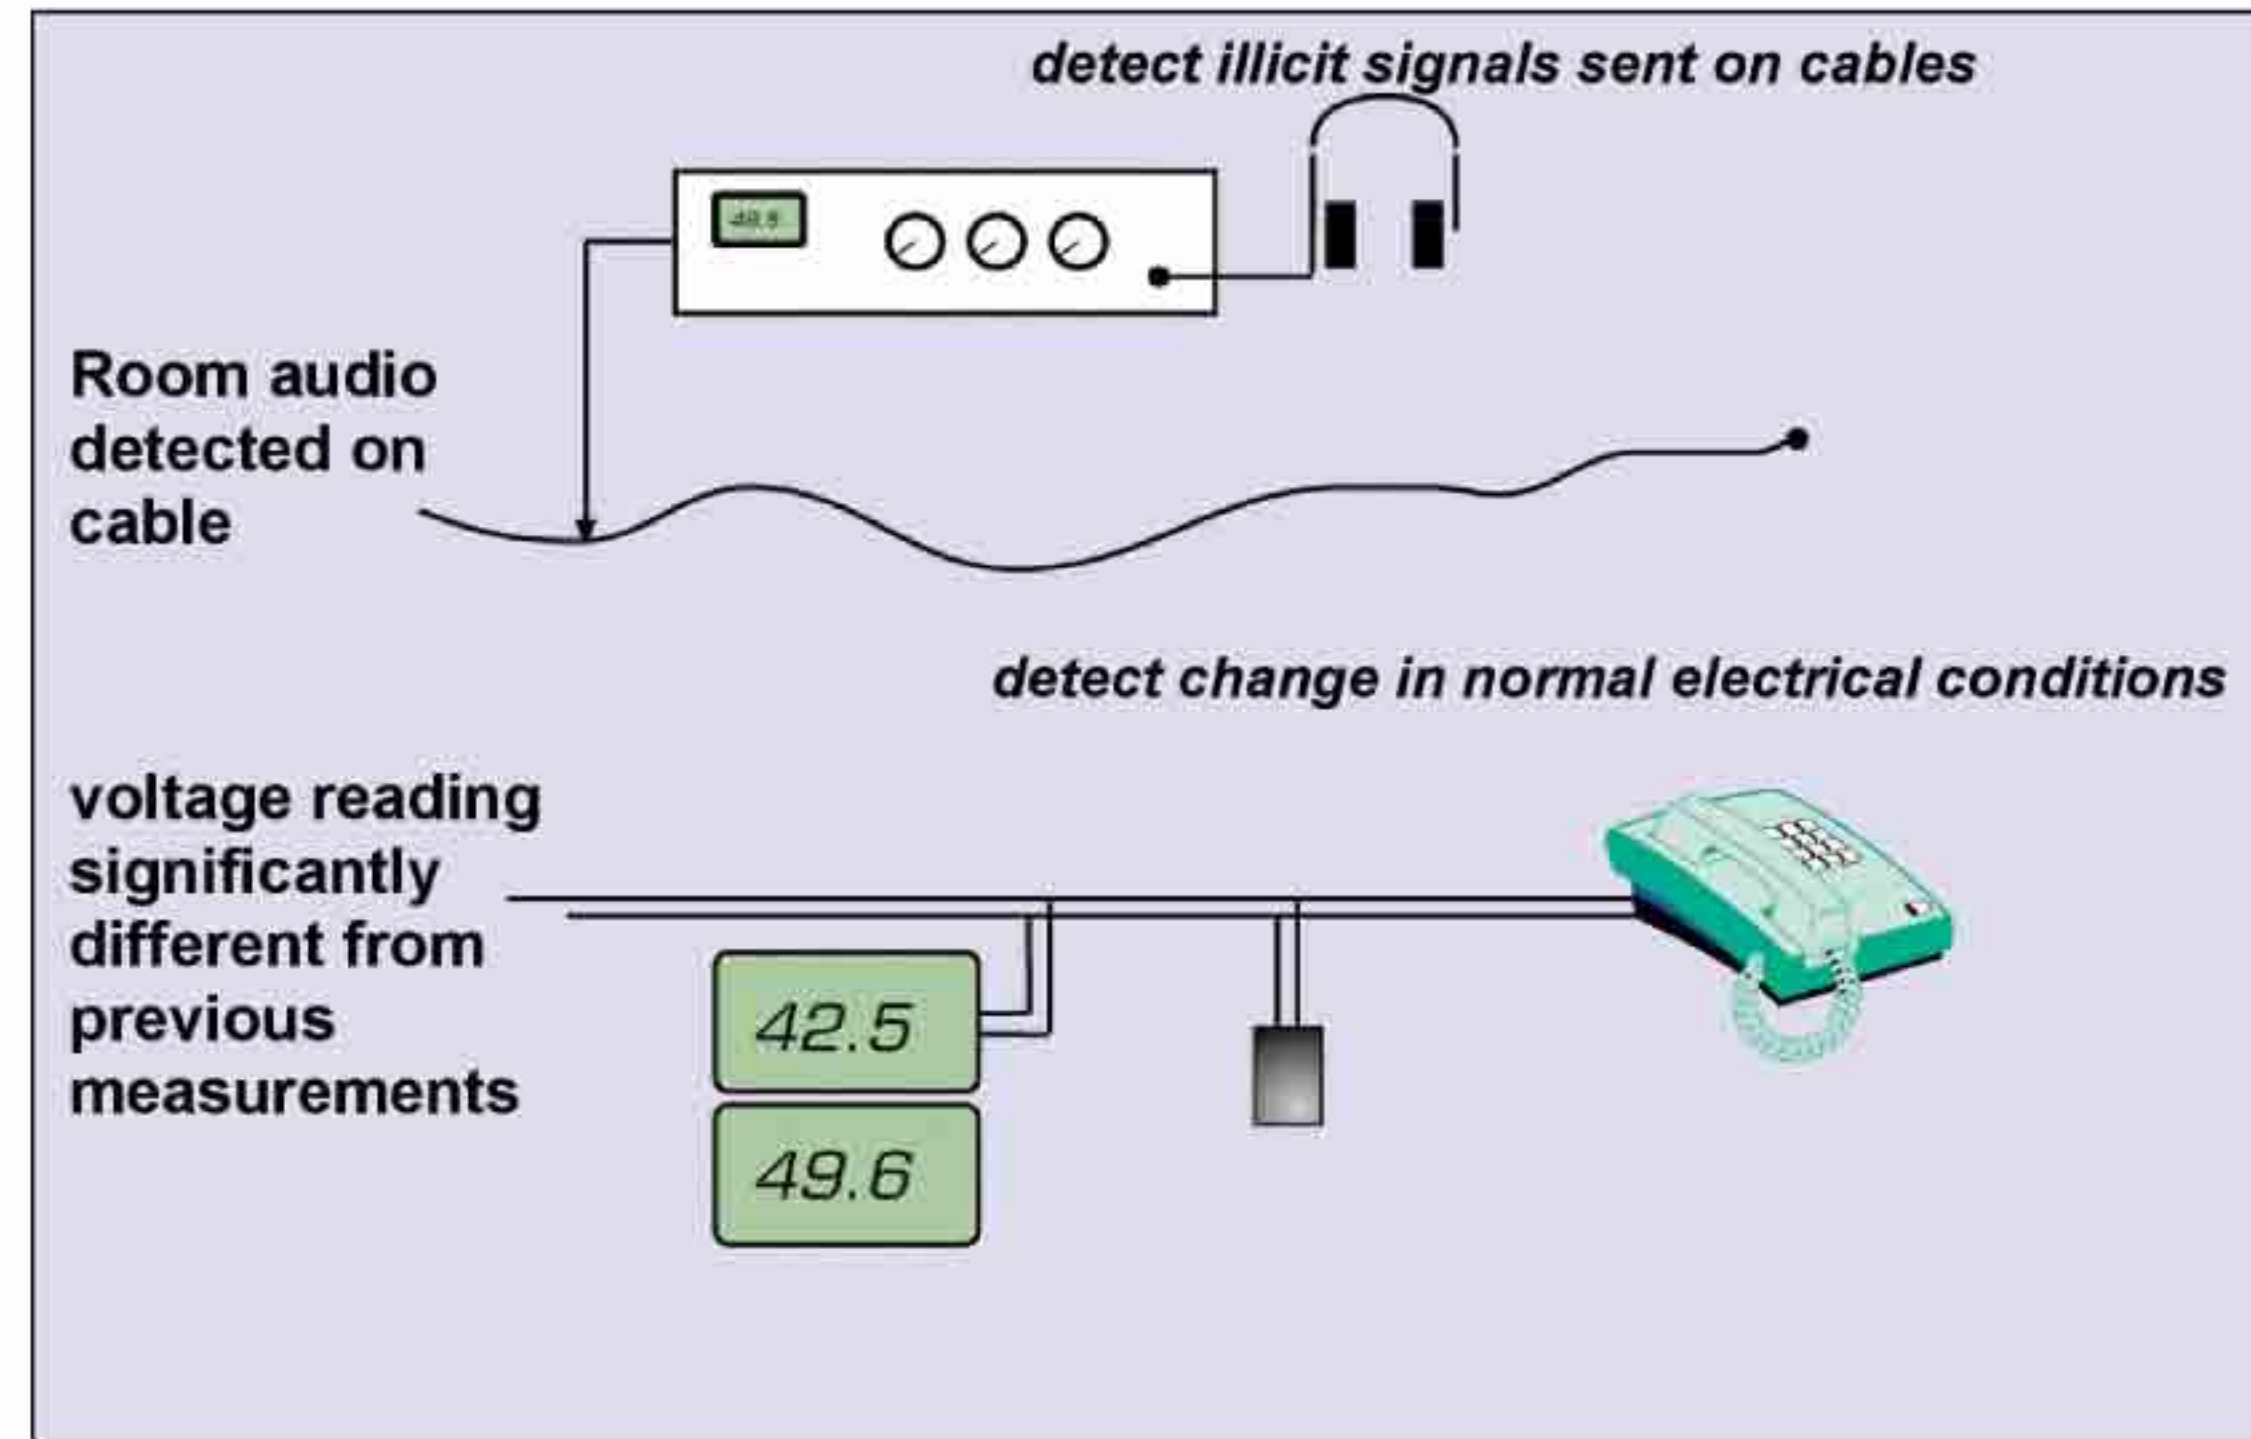 detect illicit signals sent on cables
Room audio
detected on
cable
detect change in normal electrical conditions
voltage reading
significantly
different from
previous
measurements
42.5
49.6